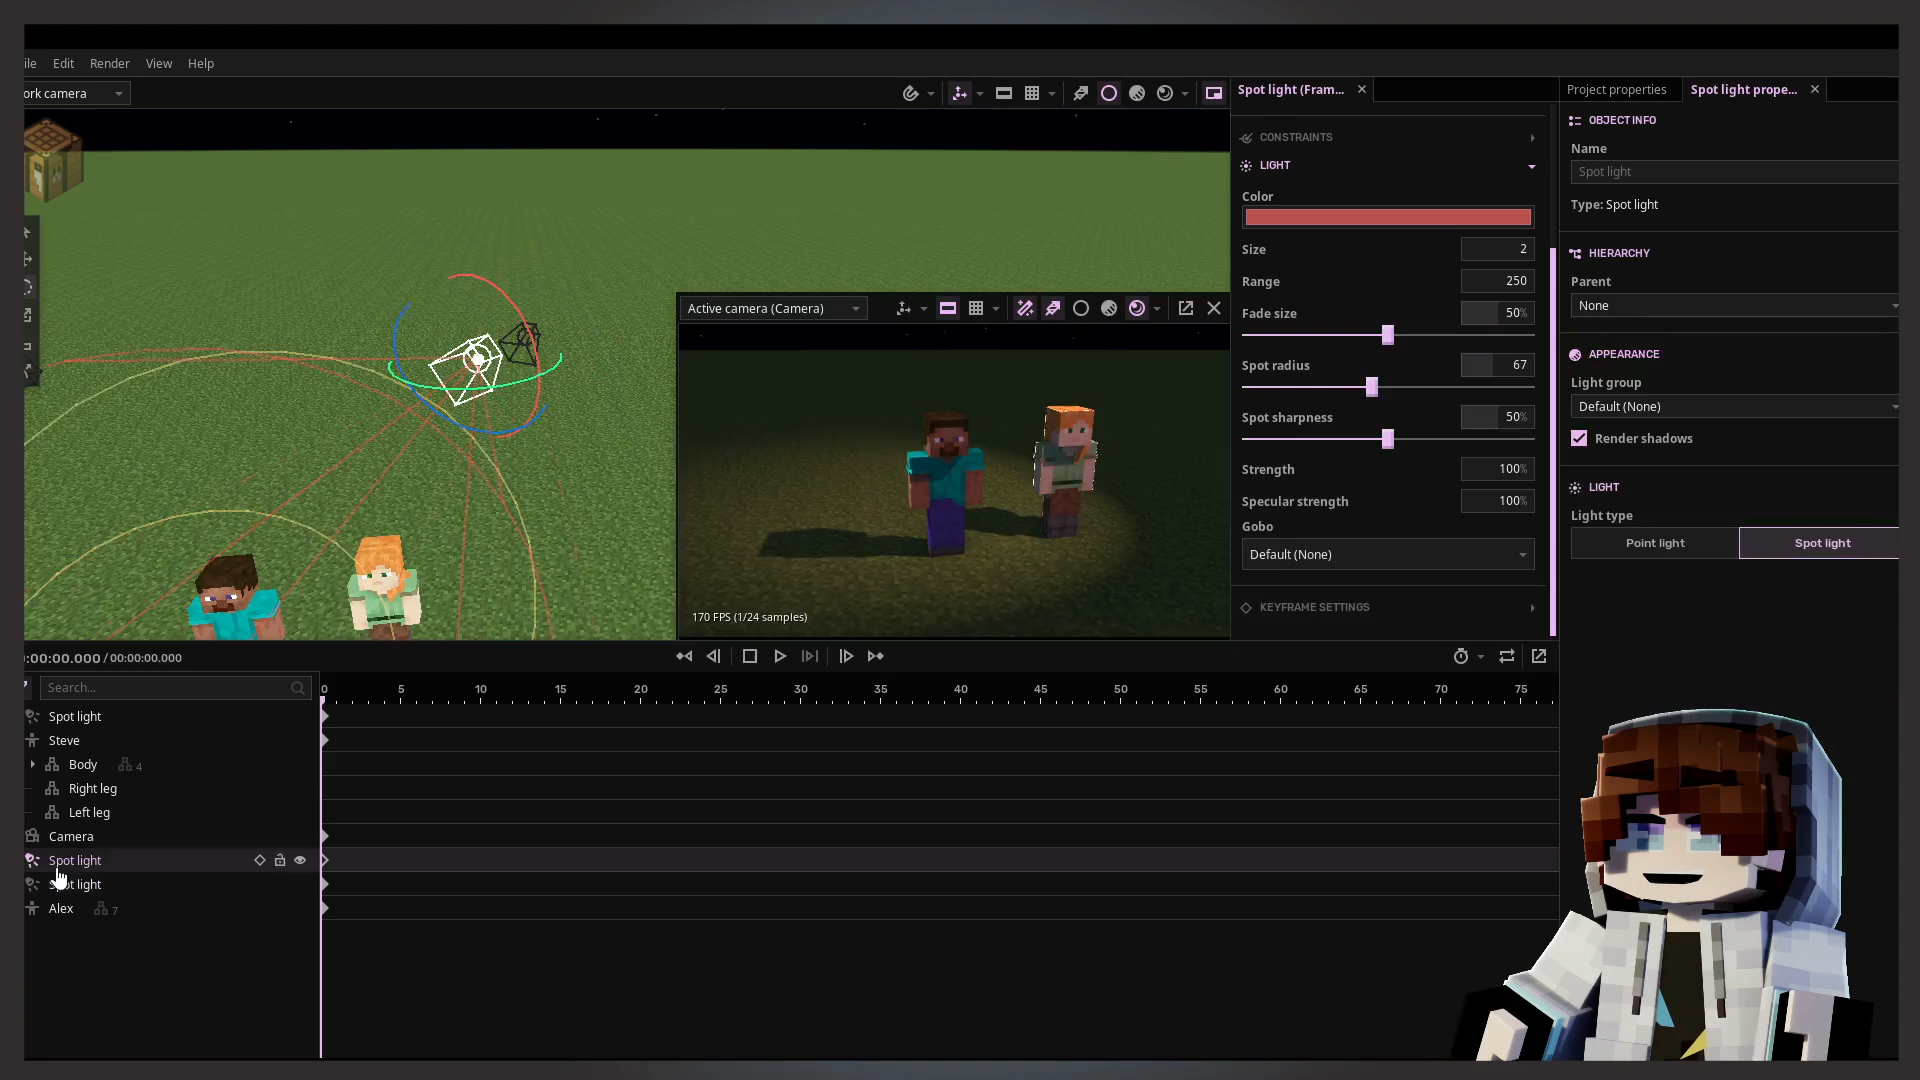 ile Edit Render View Help
ork camera
Spot light (Fram...
Project properties
Spot light prope...
CONSTRAINTS
LIGHT
Color
Size 2
Range 250
Fade size 50%
Spot radius 67
Spot sharpness 50%
Strength 100%
Specular strength 100%
Gobo
Default (None)
KEYFRAME SETTINGS
OBJECT INFO
Name
Spot light
Type: Spot light
HIERARCHY
Parent
None
APPEARANCE
Light group
Default (None)
Render shadows
LIGHT
Light type
Point light Spot light
Active camera (Camera)
170 FPS (1/24 samples)
:00:00.000 / 00:00:00.000
Search...
0 5 10 15 20 25 30 35 40 45 50 55 60 65 70 75
Spot light
Steve
Body 4
Right leg
Left leg
Camera
Spot light
Spot light
Alex 7